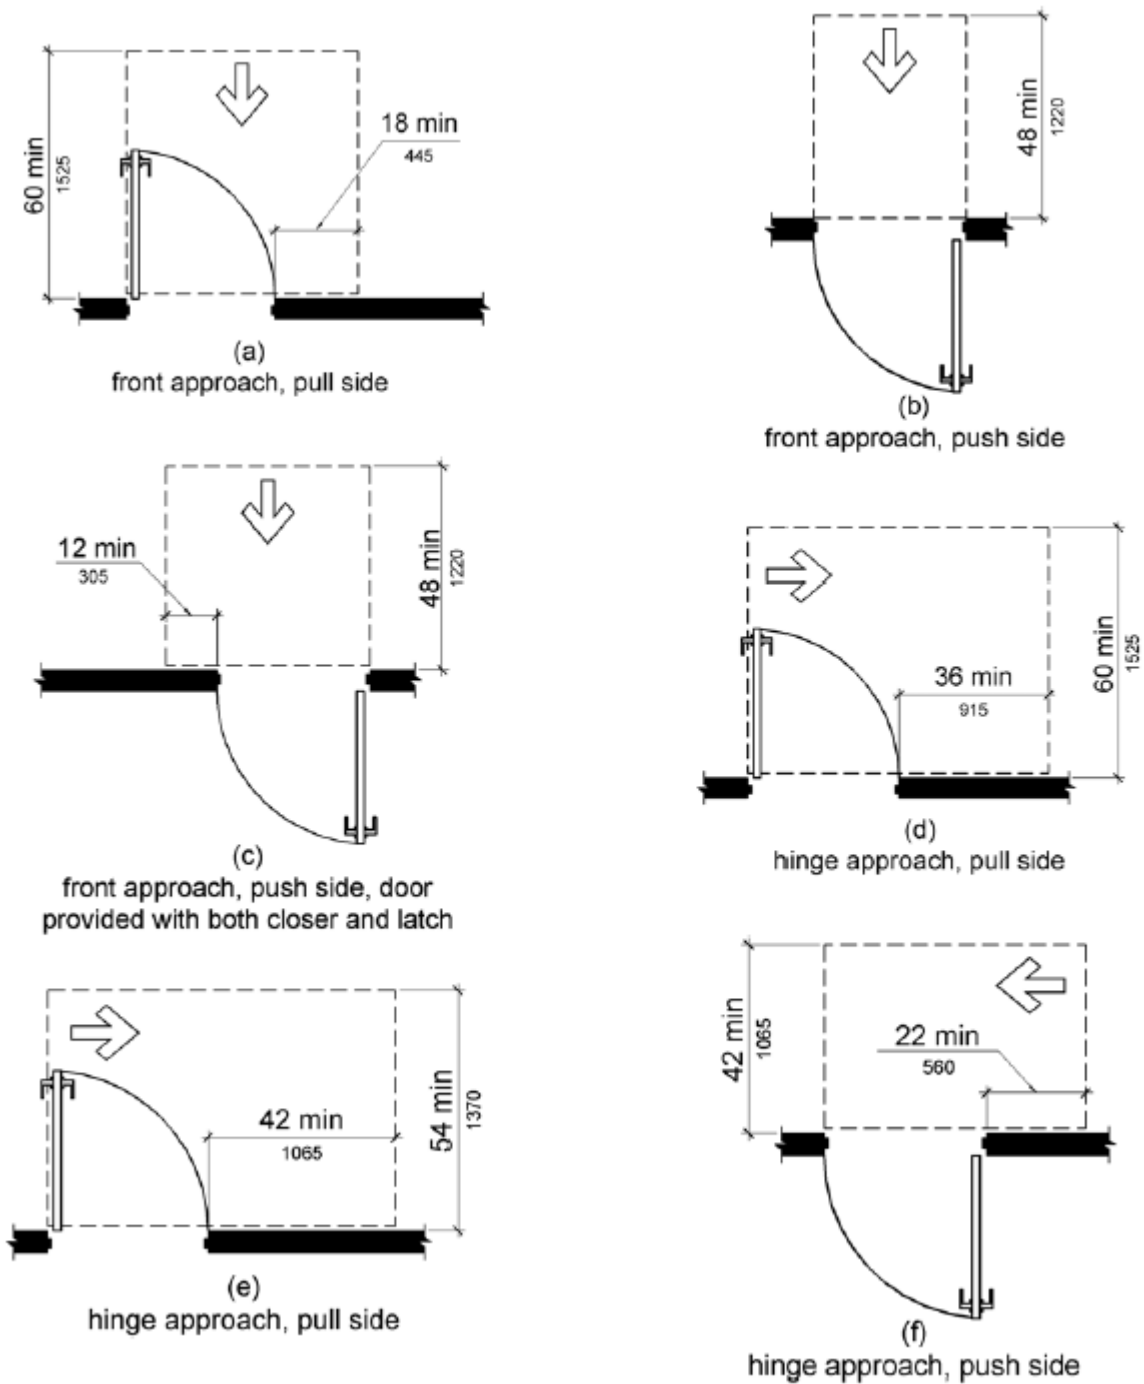 60 min
1525
18 min
445
(a)
front approach, pull side
48 min
1220
(b)
front approach, push side
12 min
305
48 min
1220
(c)
front approach, push side, door
provided with both closer and latch
36 min
915
60 min
1525
(d)
hinge approach, pull side
42 min
1065
54 min
1370
(e)
hinge approach, pull side
42 min
1065
22 min
560
(f)
hinge approach, push side